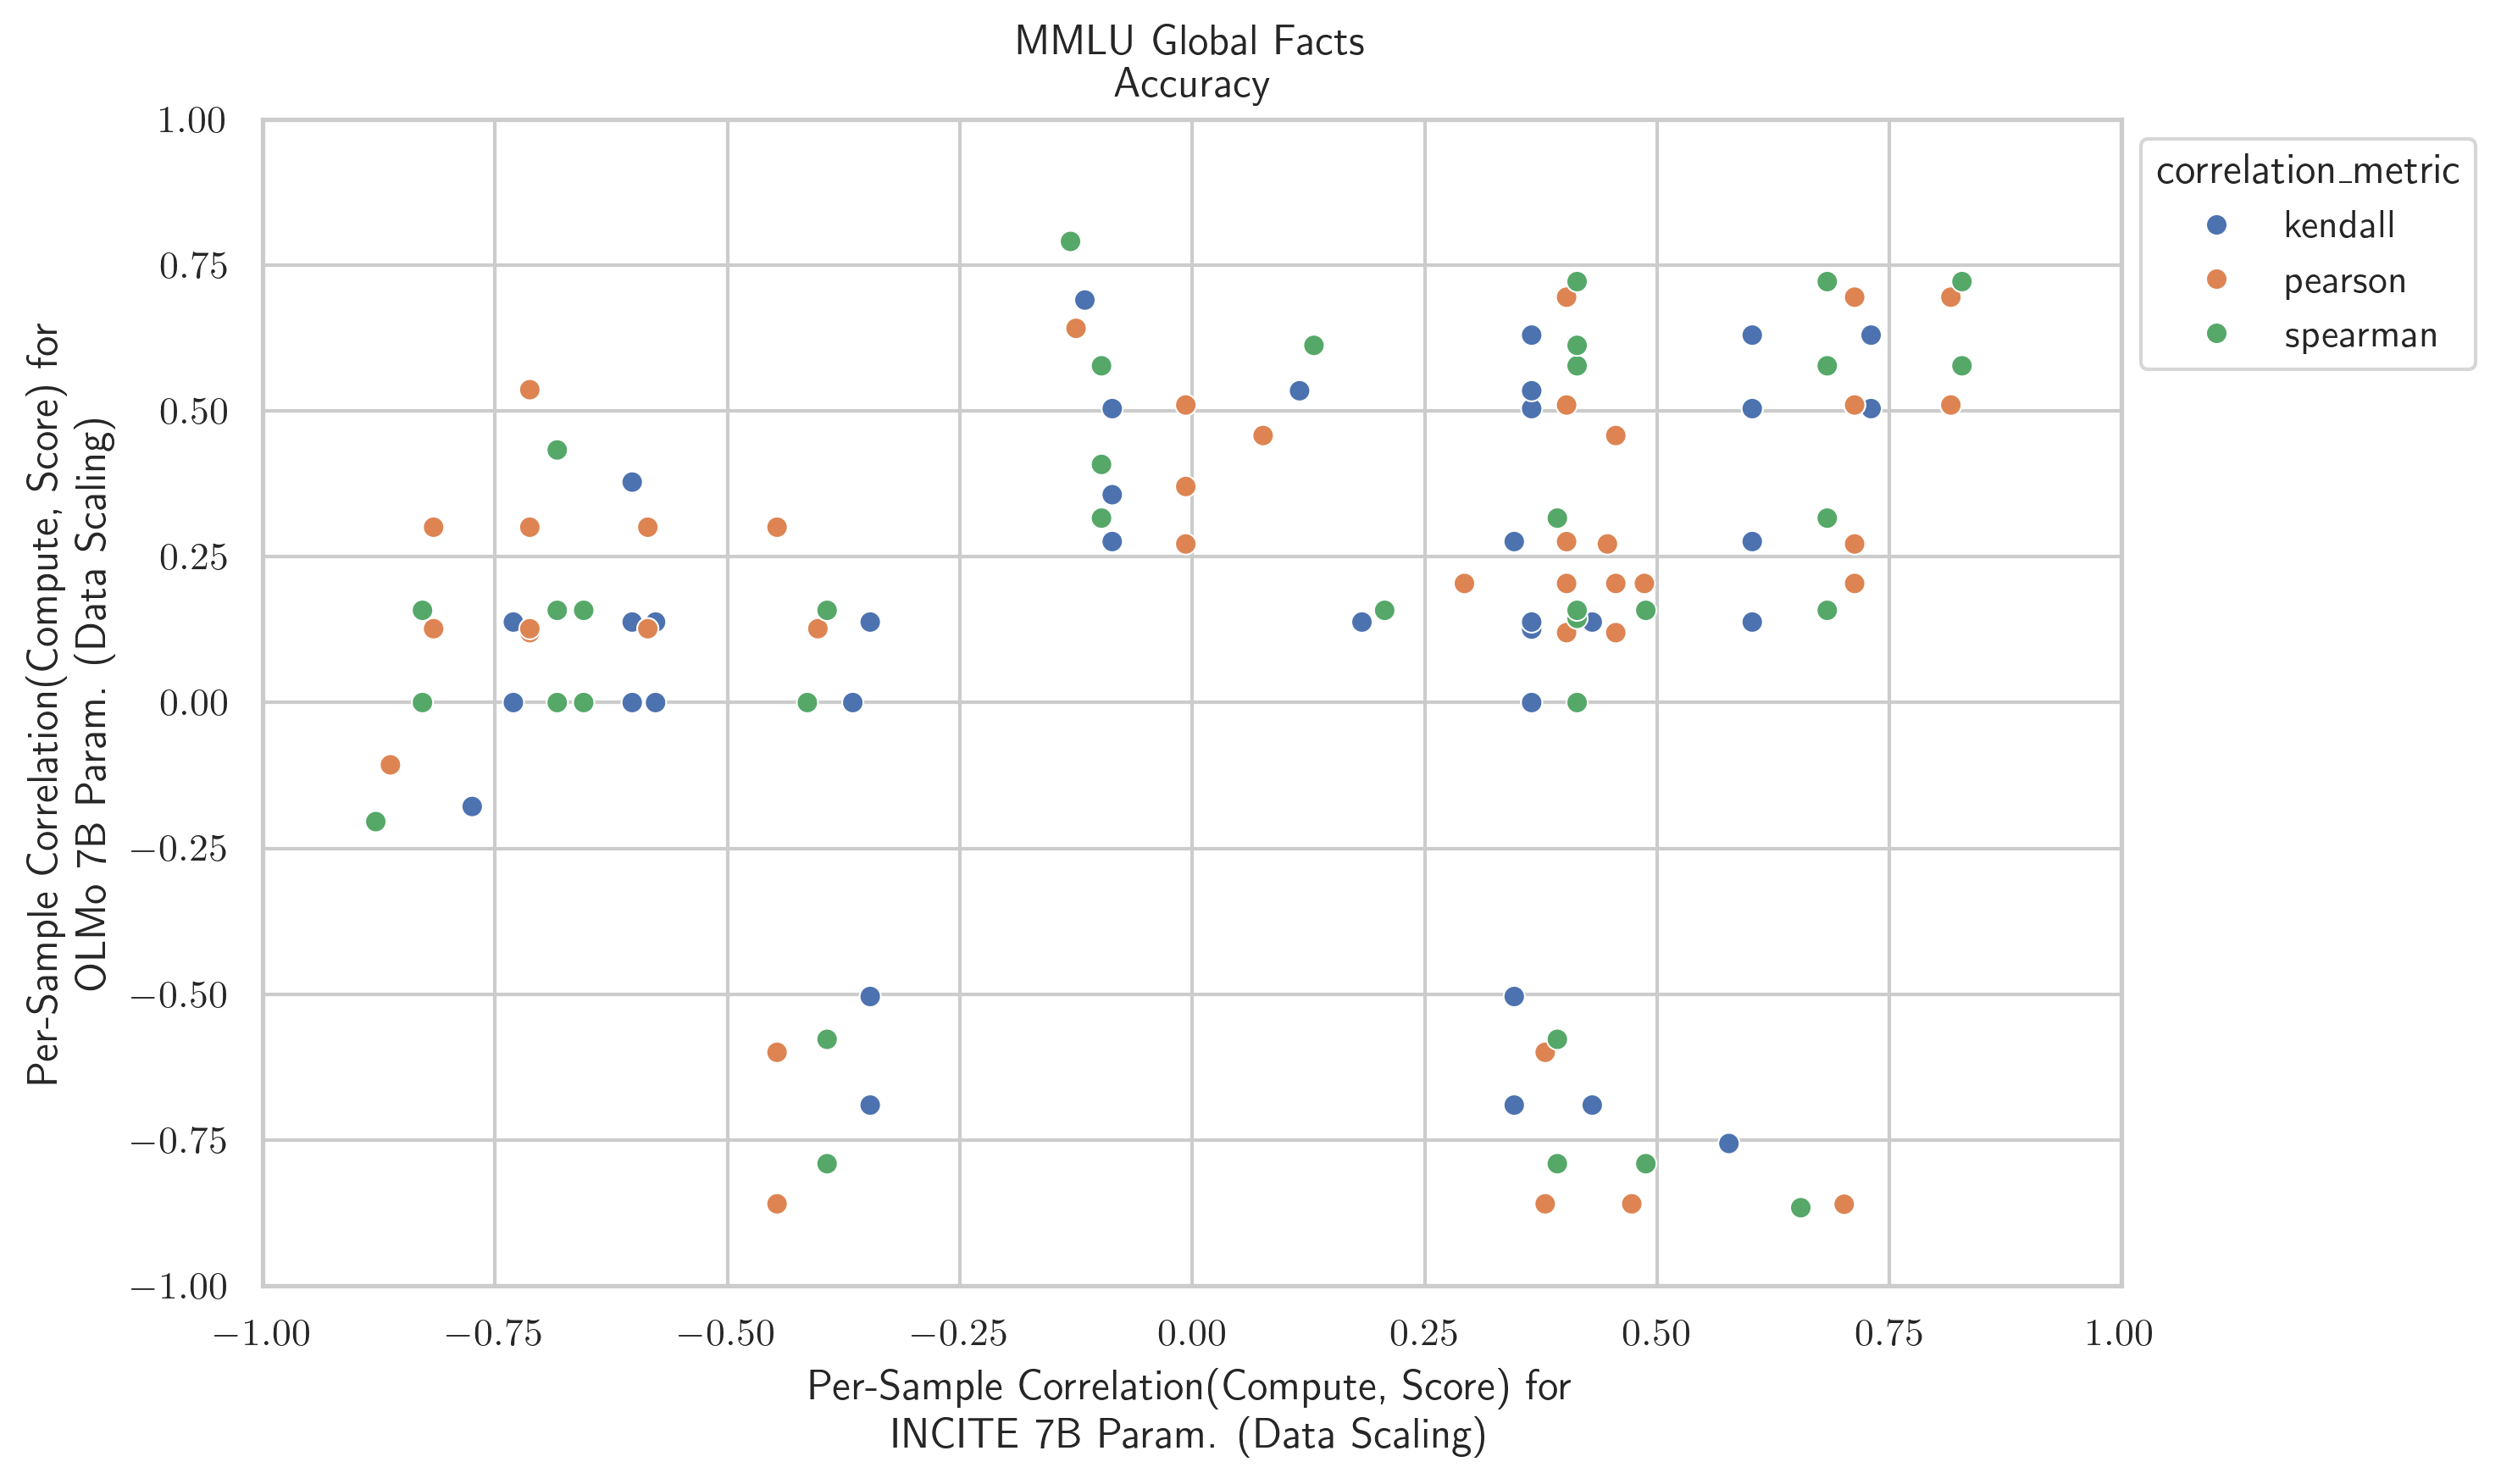 MMLU Global Facts
Accuracy
Per-Sample Correlation(Compute, Score) for
OLMo 7B Param. (Data Scaling)
1.00
0.75
0.50
0.25
0.00
−0.25
−0.50
−0.75
−1.00
−1.00 −0.75 −0.50 −0.25 0.00 0.25 0.50 0.75 1.00
Per-Sample Correlation(Compute, Score) for
INCITE 7B Param. (Data Scaling)
correlation_metric
kendall
pearson
spearman